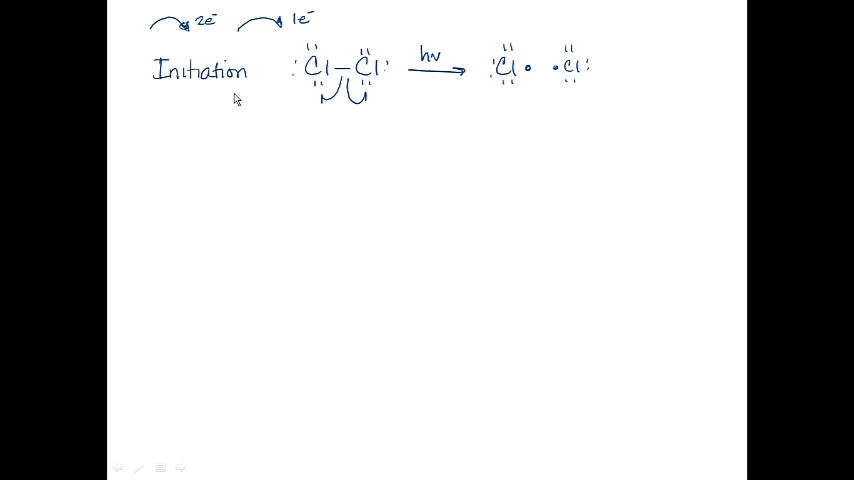 2e⁻ 1e⁻
Initiation :Cl—Cl: hν :Cl• •Cl: